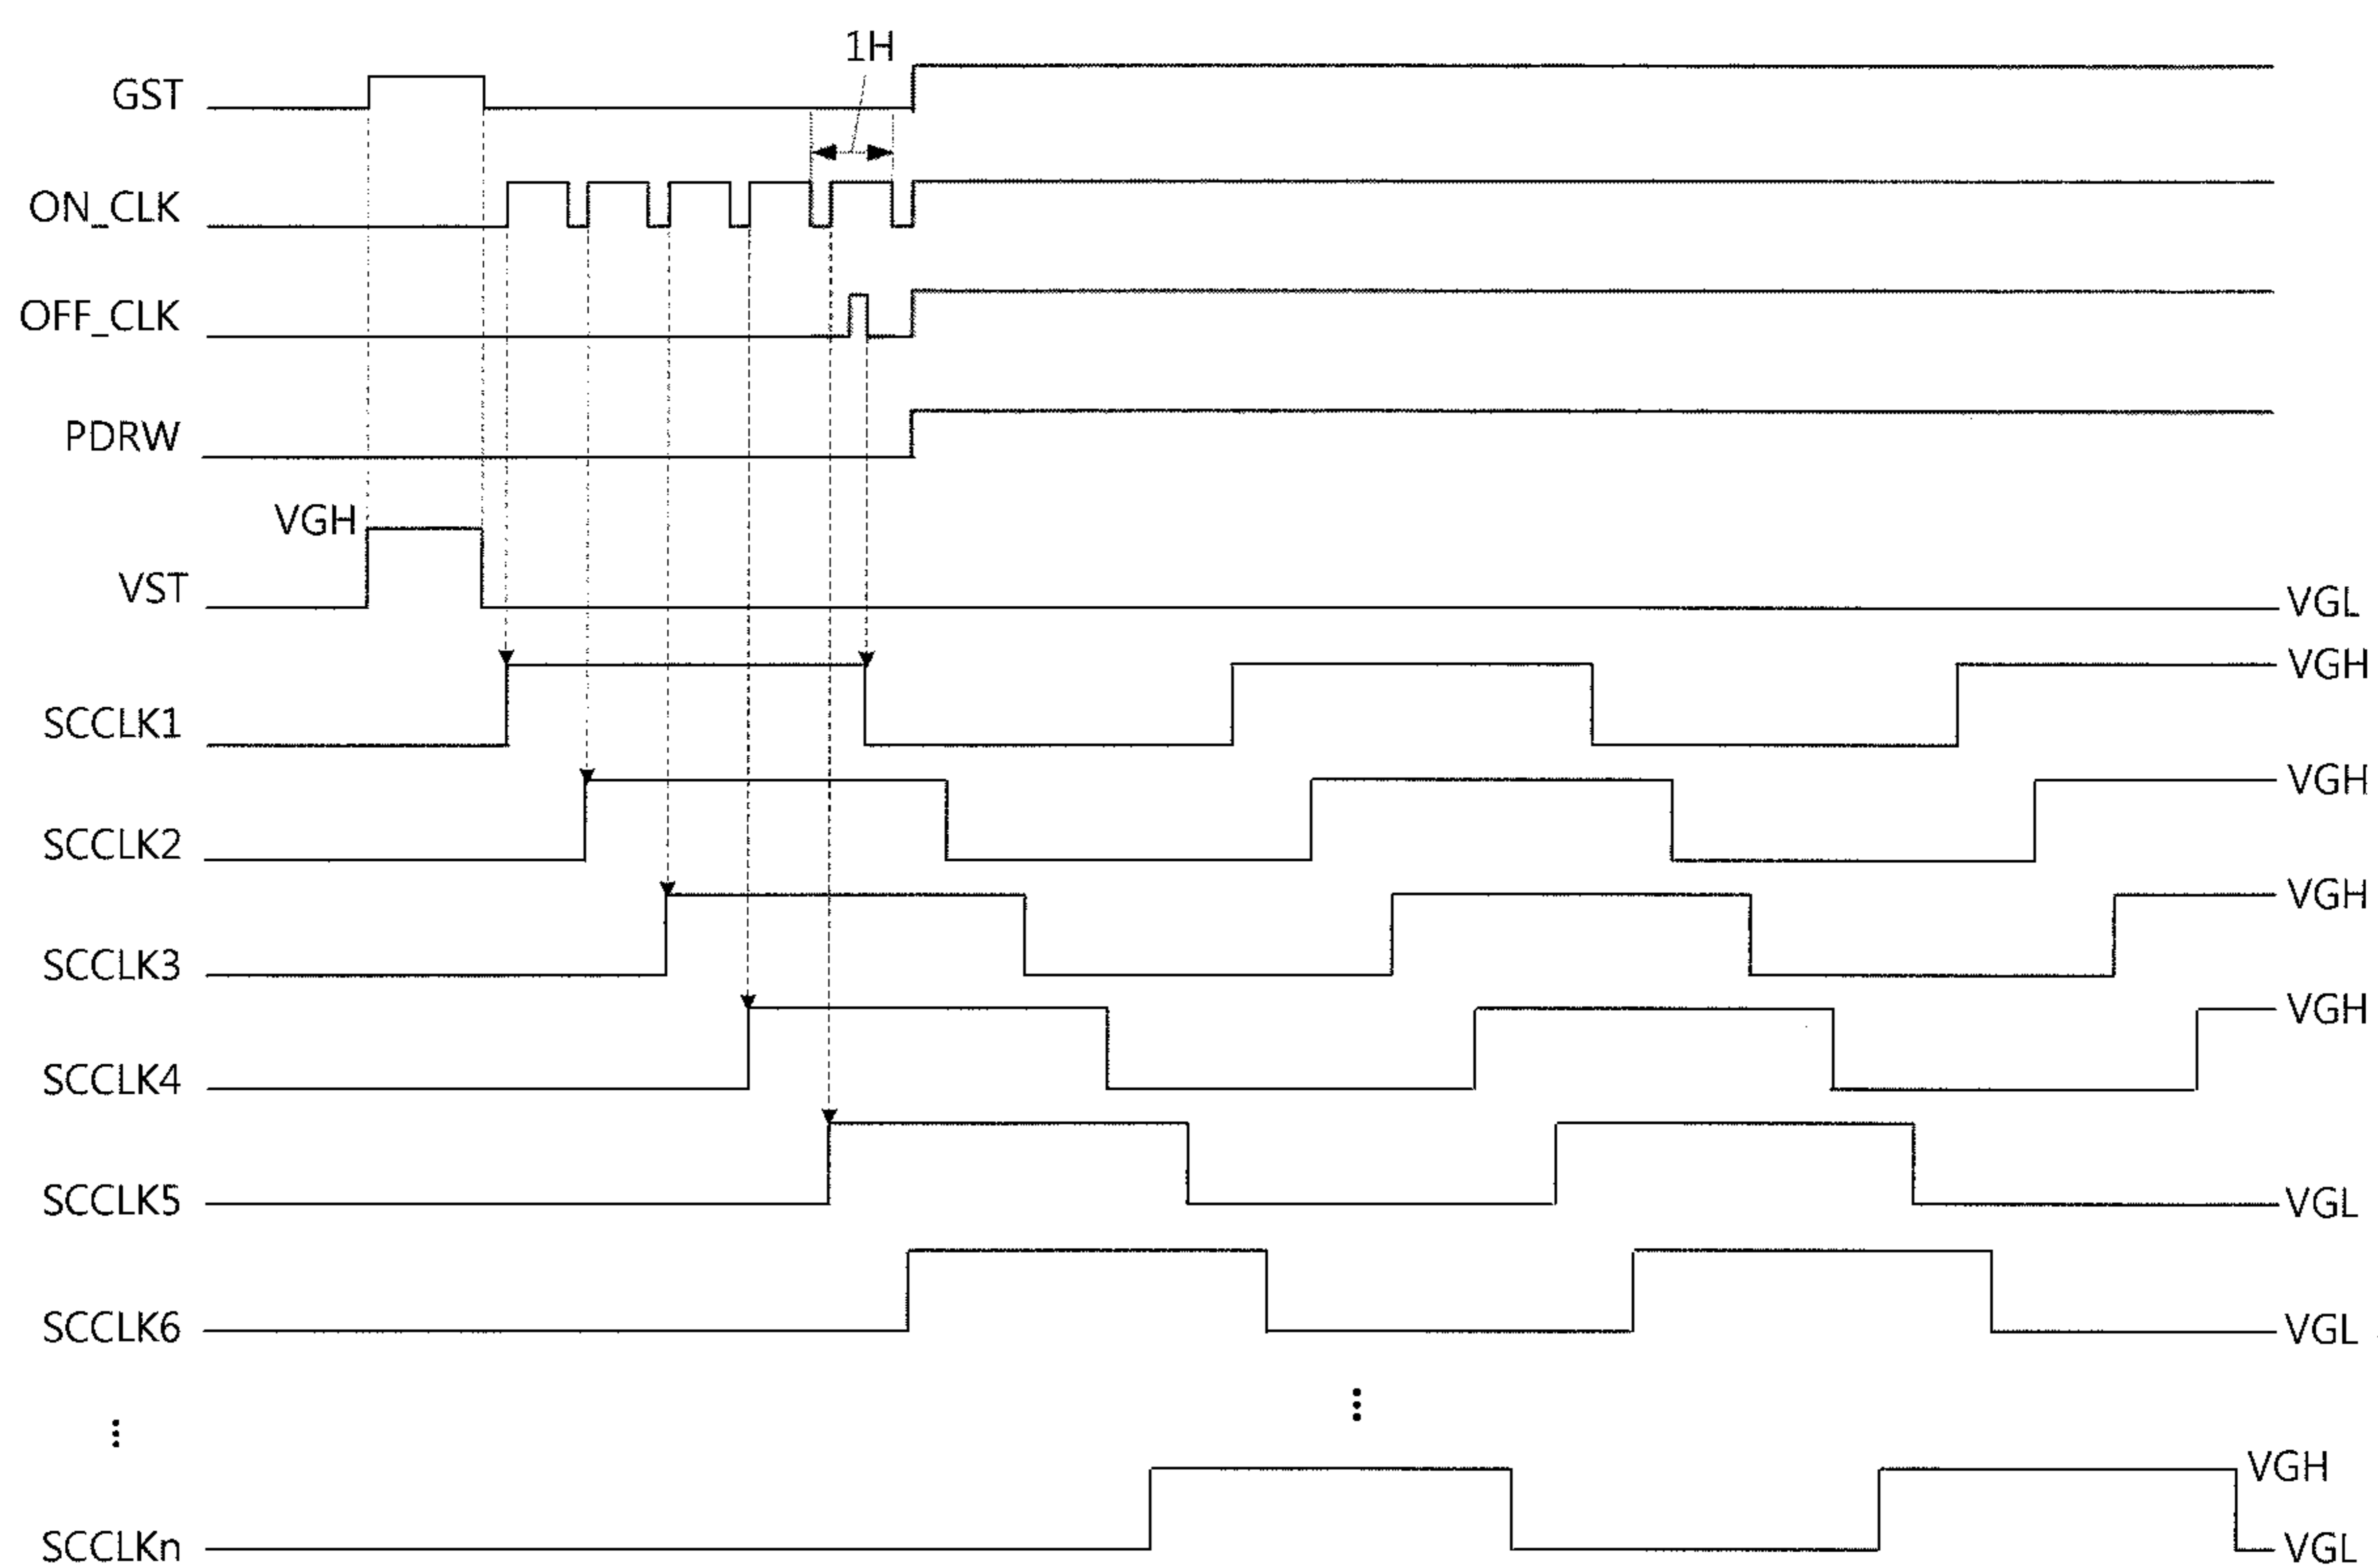 1H
GST
ON_CLK
OFF_CLK
PDRW
VGH
VST
VGL
VGH
SCCLK1
VGH
SCCLK2
VGH
SCCLK3
VGH
SCCLK4
SCCLK5
VGL
SCCLK6
VGL
VGH
SCCLKn
VGL